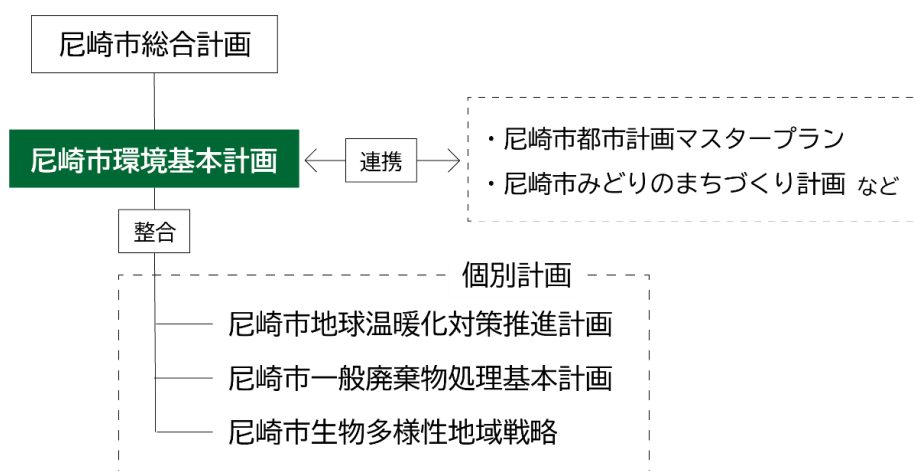 尼崎市総合計画
尼崎市環境基本計画
連携
・尼崎市都市計画マスタープラン
・尼崎市みどりのまちづくり計画 など
整合
個別計画
尼崎市地球温暖化対策推進計画
尼崎市一般廃棄物処理基本計画
尼崎市生物多様性地域戦略